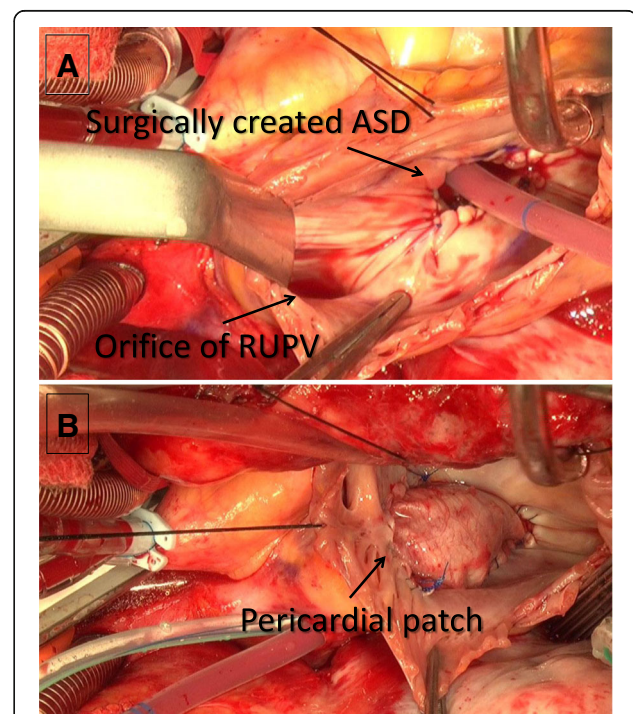 A
Surgically created ASD
Orifice of RUPV
B
Pericardial patch